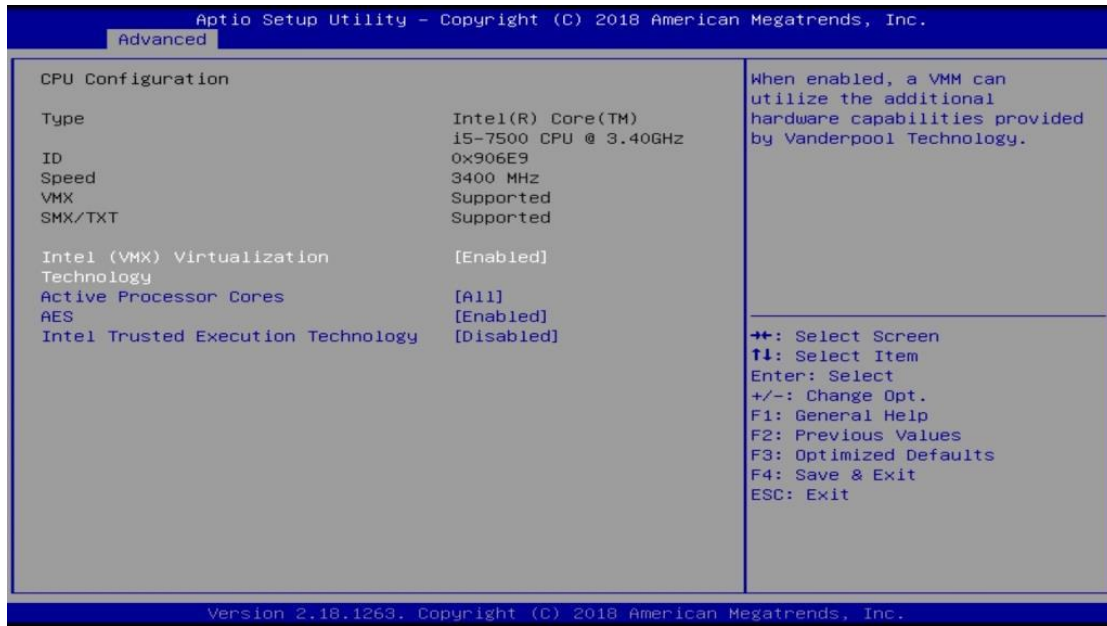 Aptio Setup Utility – Copyright (C) 2018 American Megatrends, Inc.
Advanced
CPU Configuration
Type Intel(R) Core(TM)
i5-7500 CPU @ 3.40GHz
ID 0x906E9
Speed 3400 MHz
VMX Supported
SMX/TXT Supported
Intel (VMX) Virtualization [Enabled]
Technology
Active Processor Cores [All]
AES [Enabled]
Intel Trusted Execution Technology [Disabled]
When enabled, a VMM can
utilize the additional
hardware capabilities provided
by Vanderpool Technology.
→←: Select Screen
↑↓: Select Item
Enter: Select
+/-: Change Opt.
F1: General Help
F2: Previous Values
F3: Optimized Defaults
F4: Save & Exit
ESC: Exit
Version 2.18.1263. Copyright (C) 2018 American Megatrends, Inc.